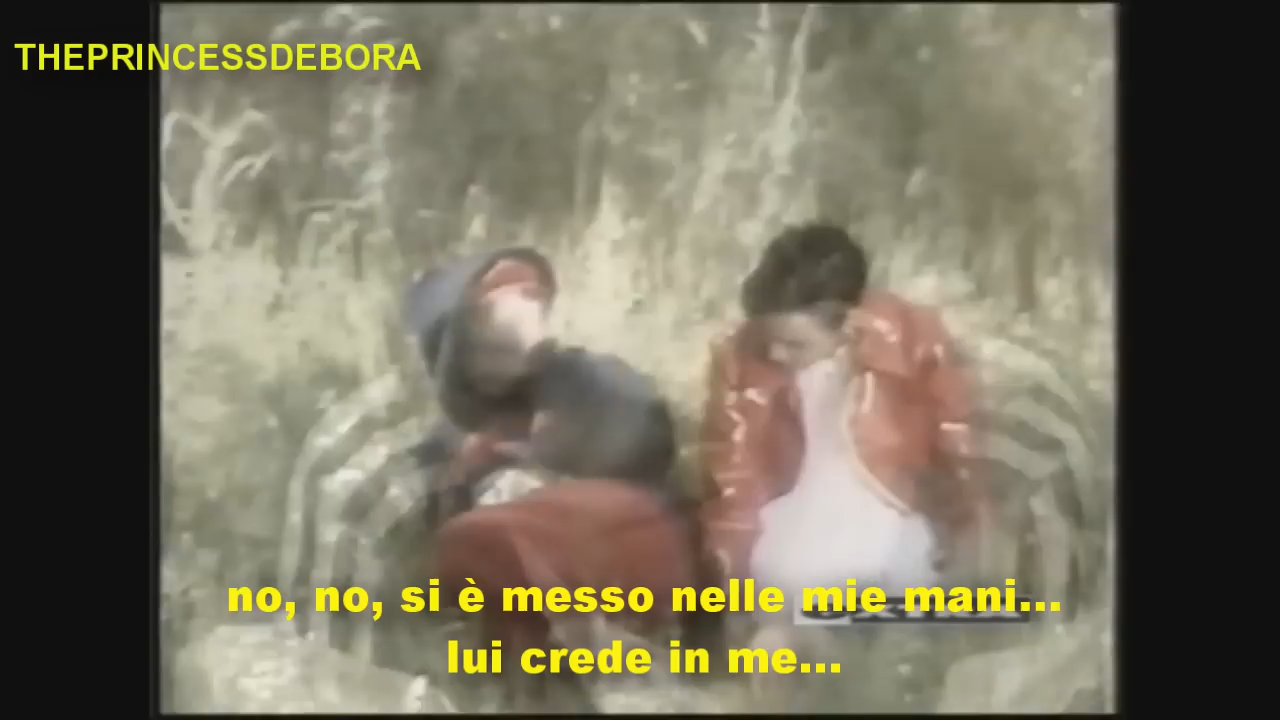 THEPRINCESSDEBORA
no, no, si è messo nelle mie mani...
lui crede in me...